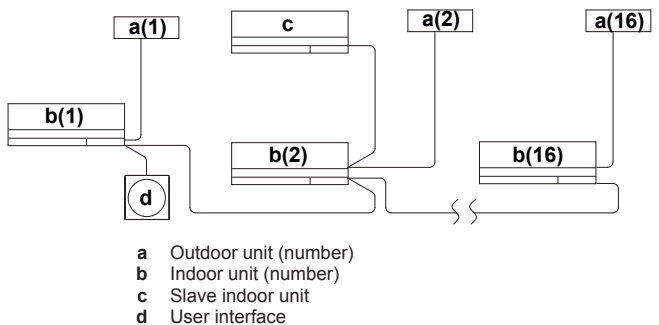 a(1)
c
a(2)
a(16)
b(1)
b(2)
b(16)
d
a Outdoor unit (number)
b Indoor unit (number)
c Slave indoor unit
d User interface